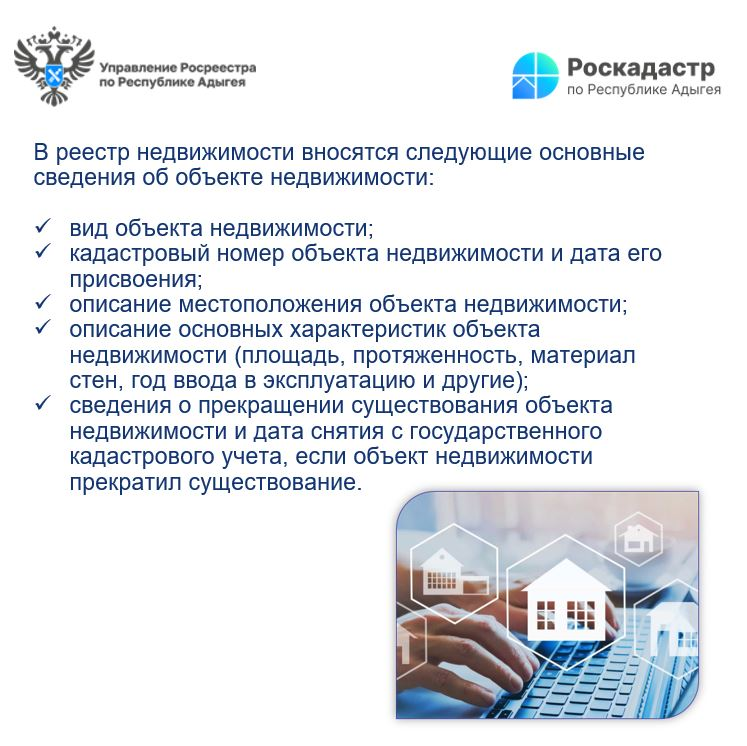 Управление Росреестра
по Республике Адыгея
Роскадастр
по Республике Адыгея
В реестр недвижимости вносятся следующие основные
сведения об объекте недвижимости:
вид объекта недвижимости;
кадастровый номер объекта недвижимости и дата его
присвоения;
описание местоположения объекта недвижимости;
описание основных характеристик объекта
недвижимости (площадь, протяженность, материал
стен, год ввода в эксплуатацию и другие);
сведения о прекращении существования объекта
недвижимости и дата снятия с государственного
кадастрового учета, если объект недвижимости
прекратил существование.